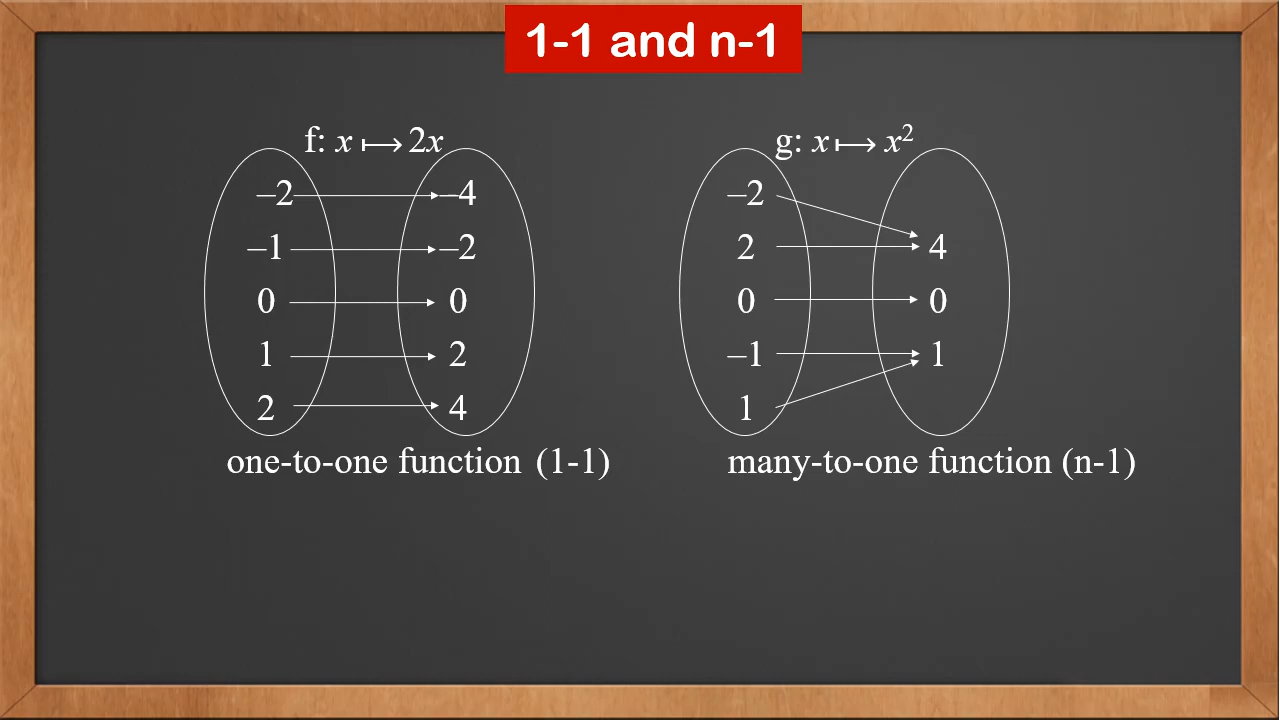 1-1 and n-1
f: x ⟼ 2x
–2 –4
–1 –2
0 0
1 2
2 4
one-to-one function (1-1)
g: x ⟼ x²
–2
2 4
0 0
–1 1
1
many-to-one function (n-1)